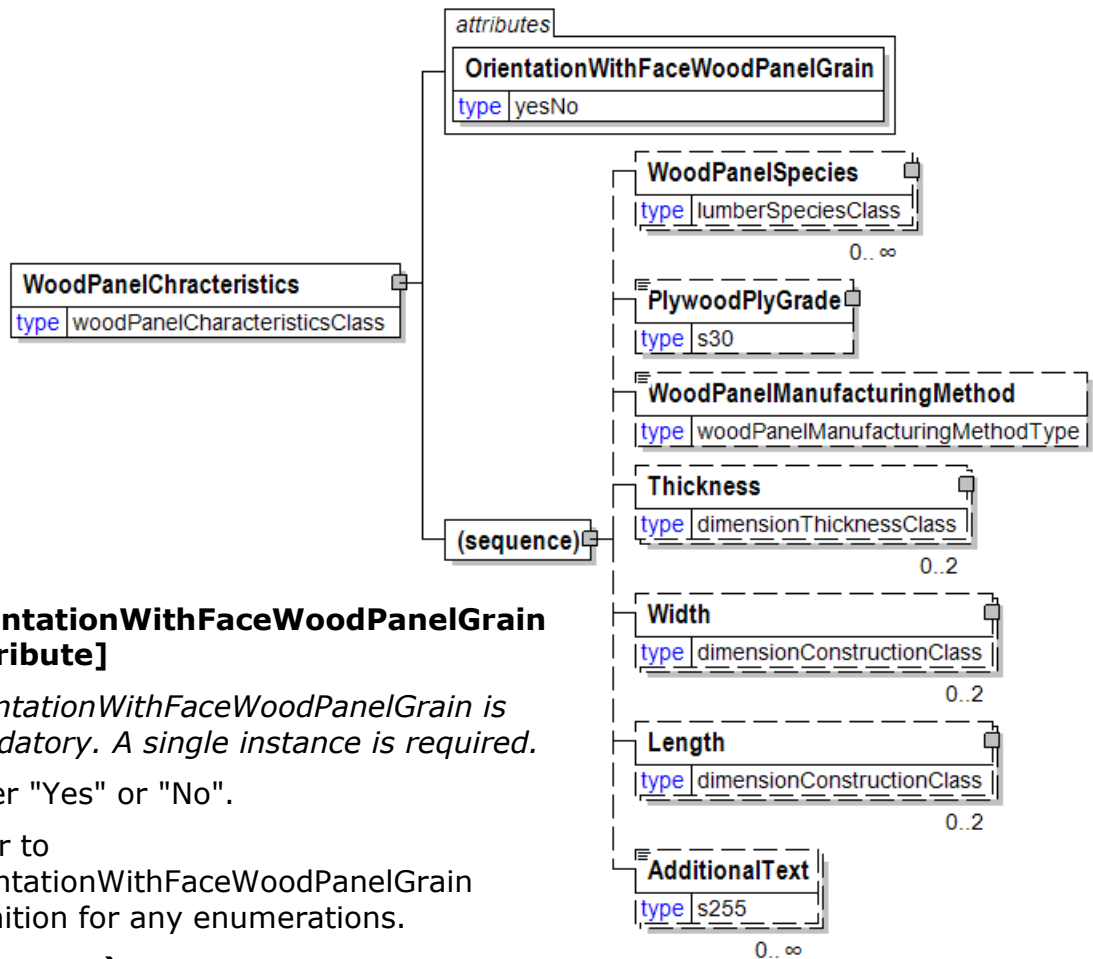 attributes
OrientationWithFaceWoodPanelGrain
type yesNo
WoodPanelChracteristics
type woodPanelCharacteristicsClass
(sequence)
WoodPanelSpecies
type lumberSpeciesClass
0.. ∞
PlywoodPlyGrade
type s30
WoodPanelManufacturingMethod
type woodPanelManufacturingMethodType
Thickness
type dimensionThicknessClass
0..2
Width
type dimensionConstructionClass
0..2
Length
type dimensionConstructionClass
0..2
AdditionalText
type s255
0.. ∞
ntationWithFaceWoodPanelGrain
ribute]
ntationWithFaceWoodPanelGrain is
datory. A single instance is required.
er "Yes" or "No".
r to
ntationWithFaceWoodPanelGrain
nition for any enumerations.